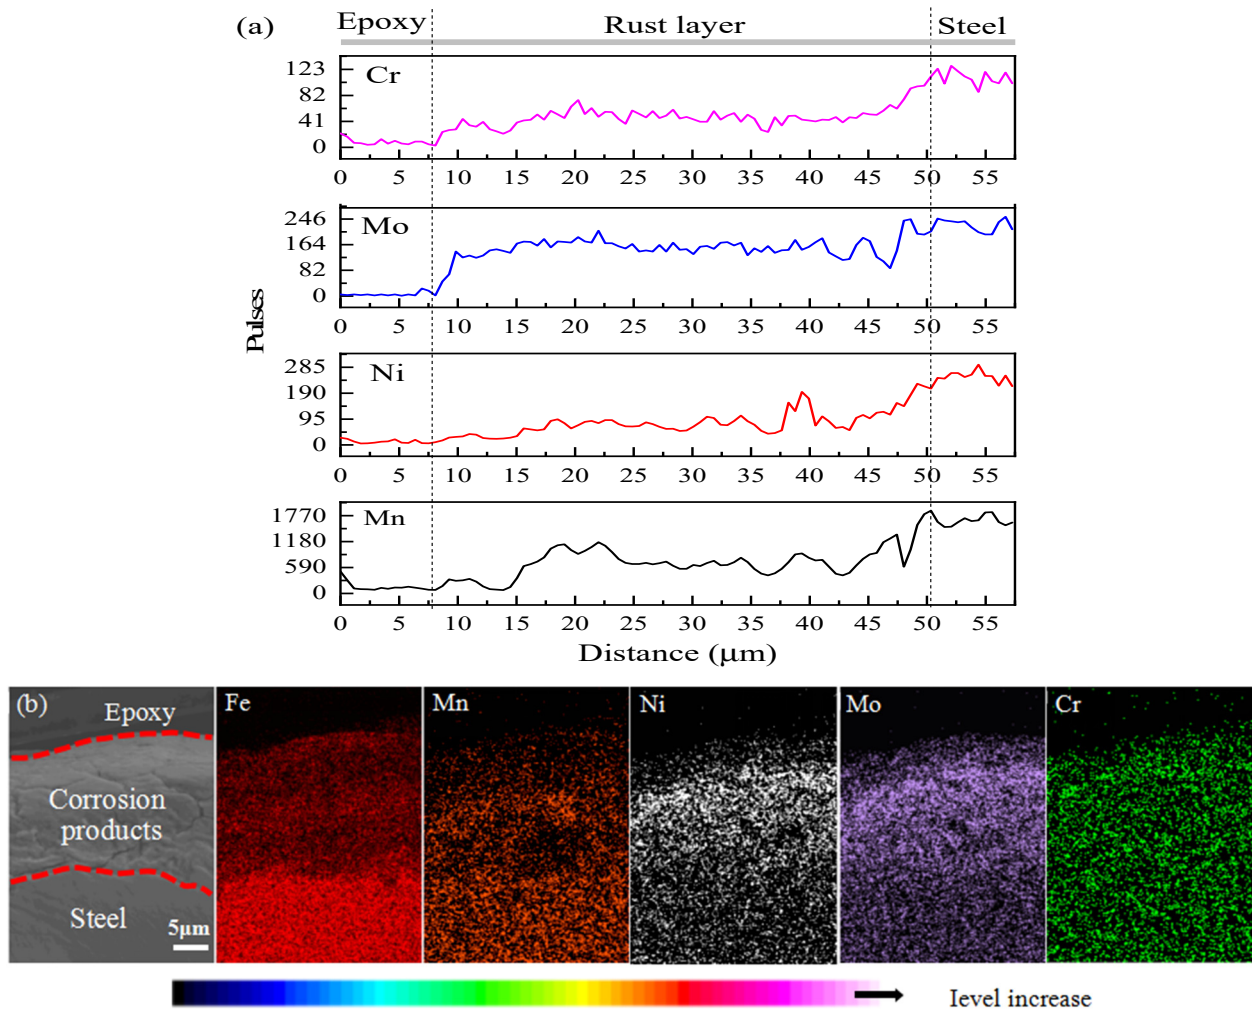 (a)
Epoxy Rust layer Steel
Cr
123
82
41
0
0 5 10 15 20 25 30 35 40 45 50 55
Mo
246
164
82
0
0 5 10 15 20 25 30 35 40 45 50 55
Pulses
Ni
285
190
95
0
0 5 10 15 20 25 30 35 40 45 50 55
Mn
1770
1180
590
0
0 5 10 15 20 25 30 35 40 45 50 55
Distance (μm)
(b) Fe Mn Ni Mo Cr
Epoxy
Corrosion
products
Steel
5μm
level increase